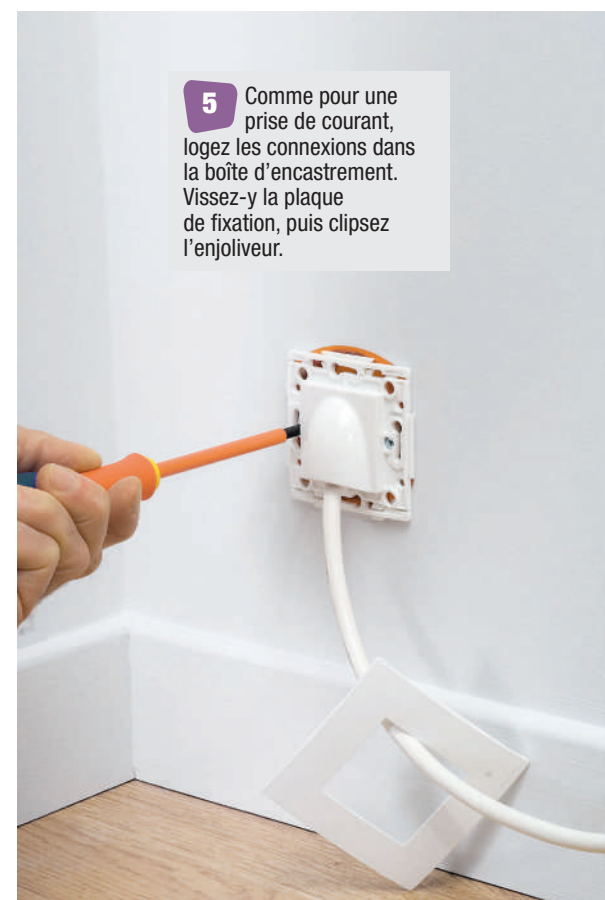 5 Comme pour une
prise de courant,
logez les connexions dans
la boîte d’encastrement.
Vissez-y la plaque
de fixation, puis clipsez
l’enjoliveur.